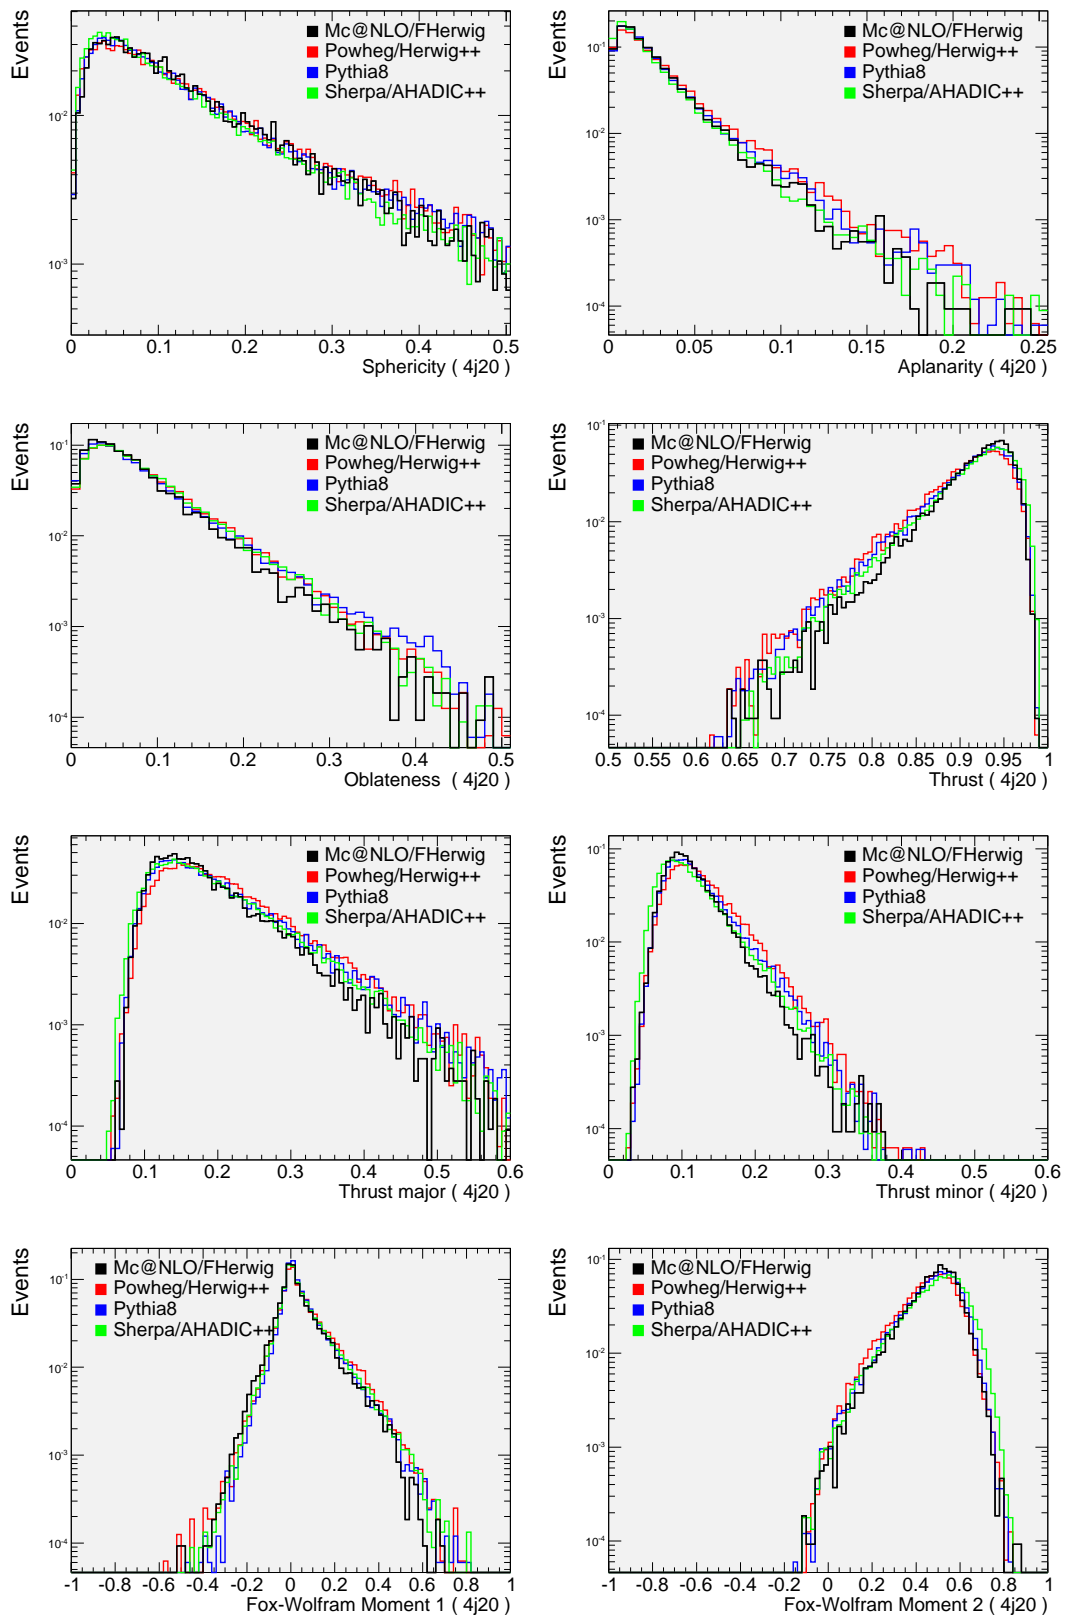 Events
Mc@NLO/FHerwig
Powheg/Herwig++
Pythia8
Sherpa/AHADIC++
10^-2
10^-3
0 0.1 0.2 0.3 0.4 0.5
Sphericity ( 4j20 )
Events
Mc@NLO/FHerwig
Powheg/Herwig++
Pythia8
Sherpa/AHADIC++
10^-1
10^-2
10^-3
10^-4
0 0.05 0.1 0.15 0.2 0.25
Aplanarity ( 4j20 )
Events
Mc@NLO/FHerwig
Powheg/Herwig++
Pythia8
Sherpa/AHADIC++
10^-1
10^-2
10^-3
10^-4
0 0.1 0.2 0.3 0.4 0.5
Oblateness ( 4j20 )
Events
Mc@NLO/FHerwig
Powheg/Herwig++
Pythia8
Sherpa/AHADIC++
10^-1
10^-2
10^-3
10^-4
0.5 0.55 0.6 0.65 0.7 0.75 0.8 0.85 0.9 0.95 1
Thrust ( 4j20 )
Events
Mc@NLO/FHerwig
Powheg/Herwig++
Pythia8
Sherpa/AHADIC++
10^-2
10^-3
10^-4
0 0.1 0.2 0.3 0.4 0.5 0.6
Thrust major ( 4j20 )
Events
Mc@NLO/FHerwig
Powheg/Herwig++
Pythia8
Sherpa/AHADIC++
10^-1
10^-2
10^-3
10^-4
0 0.1 0.2 0.3 0.4 0.5 0.6
Thrust minor ( 4j20 )
Events
Mc@NLO/FHerwig
Powheg/Herwig++
Pythia8
Sherpa/AHADIC++
10^-1
10^-2
10^-3
10^-4
-1 -0.8 -0.6 -0.4 -0.2 0 0.2 0.4 0.6 0.8 1
Fox-Wolfram Moment 1 ( 4j20 )
Events
Mc@NLO/FHerwig
Powheg/Herwig++
Pythia8
Sherpa/AHADIC++
10^-1
10^-2
10^-3
10^-4
-1 -0.8 -0.6 -0.4 -0.2 0 0.2 0.4 0.6 0.8 1
Fox-Wolfram Moment 2 ( 4j20 )